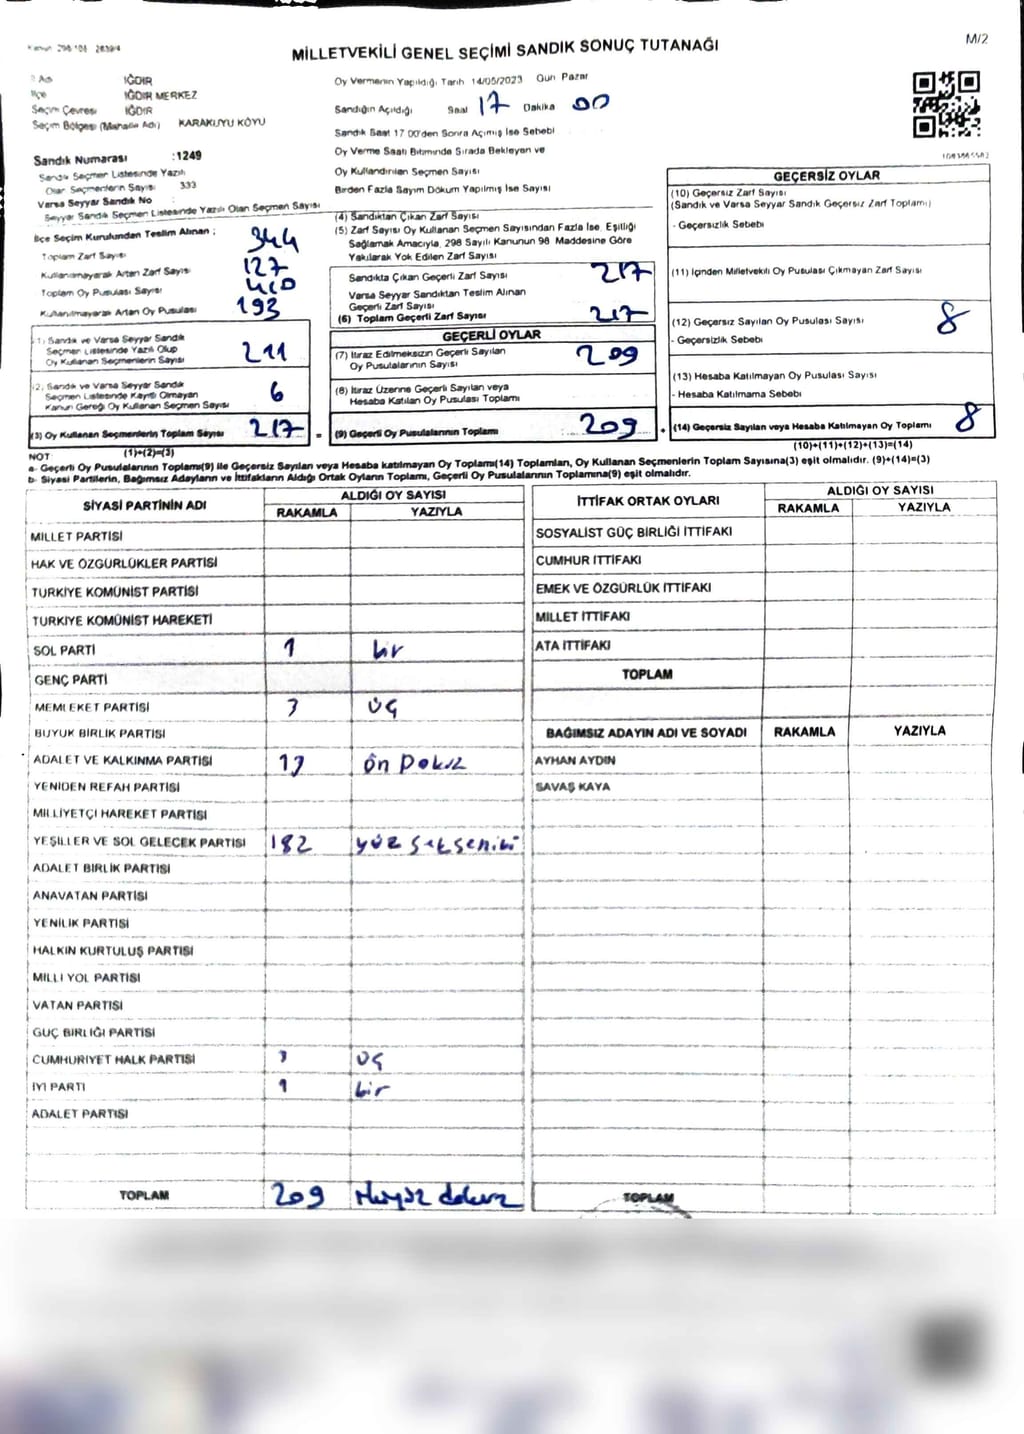 Kanun 298/106 2839/4
M/2
MİLLETVEKİLİ GENEL SEÇİMİ SANDIK SONUÇ TUTANAĞI
İl Adı IĞDIR
İlçe IĞDIR MERKEZ
Seçim Çevresi IĞDIR
Seçim Bölgesi (Mahalle Adı) KARAKUYU KÖYÜ
Sandık Numarası :1249
Sandık Seçmen Listesinde Yazılı
Olan Seçmenlerin Sayısı 333
Varsa Seyyar Sandık No :
Seyyar Sandık Seçmen Listesinde Yazılı Olan Seçmen Sayısı
Oy Vermenin Yapıldığı Tarih 14/05/2023 Gün Pazar
Sandığın Açıldığı Saat 17 Dakika 00
Sandık Saat 17 00'den Sonra Açılmış İse Sebebi
Oy Verme Saati Bitiminde Sırada Bekleyen ve
Oy Kullandırılan Seçmen Sayısı
Birden Fazla Sayım Döküm Yapılmış İse Sayısı
İlçe Seçim Kurulundan Teslim Alınan ;
Toplam Zarf Sayısı 344
Kullanılmayarak Artan Zarf Sayısı 127
Toplam Oy Pusulası Sayısı 410
Kullanılmayarak Artan Oy Pusulası 193
(1) Sandık ve Varsa Seyyar Sandık
Seçmen Listesinde Yazılı Olup
Oy Kullanan Seçmenlerin Sayısı 211
(2) Sandık ve Varsa Seyyar Sandık
Seçmen Listesinde Kayıtlı Olmayan
Kanun Gereği Oy Kullanan Seçmen Sayısı 6
(3) Oy Kullanan Seçmenlerin Toplam Sayısı 217
(1)+(2)=(3)
(4) Sandıktan Çıkan Zarf Sayısı
(5) Zarf Sayısı Oy Kullanan Seçmen Sayısından Fazla İse, Eşitliği
Sağlamak Amacıyla, 298 Sayılı Kanunun 98 Maddesine Göre
Yakılarak Yok Edilen Zarf Sayısı
Sandıkta Çıkan Geçerli Zarf Sayısı 217
Varsa Seyyar Sandıktan Teslim Alınan
Geçerli Zarf Sayısı
(6) Toplam Geçerli Zarf Sayısı 217
GEÇERLİ OYLAR
(7) İtiraz Edilmeksizin Geçerli Sayılan
Oy Pusulalarının Sayısı 209
(8) İtiraz Üzerine Geçerli Sayılan veya
Hesaba Katılan Oy Pusulası Toplamı
= (9) Geçerli Oy Pusulalarının Toplamı 209
GEÇERSİZ OYLAR
(10) Geçersiz Zarf Sayısı
(Sandık ve Varsa Seyyar Sandık Geçersiz Zarf Toplamı)
- Geçersizlik Sebebi
(11) İçinden Milletvekili Oy Pusulası Çıkmayan Zarf Sayısı
(12) Geçersiz Sayılan Oy Pusulası Sayısı 8
- Geçersizlik Sebebi
(13) Hesaba Katılmayan Oy Pusulası Sayısı
- Hesaba Katılmama Sebebi
+ (14) Geçersiz Sayılan veya Hesaba Katılmayan Oy Toplamı 8
(10)+(11)+(12)+(13)=(14)
NOT:
a- Geçerli Oy Pusulalarının Toplamı(9) ile Geçersiz Sayılan veya Hesaba katılmayan Oy Toplamı(14) Toplamları, Oy Kullanan Seçmenlerin Toplam Sayısına(3) eşit olmalıdır. (9)+(14)=(3)
b- Siyasi Partilerin, Bağımsız Adayların ve İttifakların Aldığı Ortak Oyların Toplamı, Geçerli Oy Pusulalarının Toplamına(9) eşit olmalıdır.
SİYASİ PARTİNİN ADI ALDIĞI OY SAYISI
RAKAMLA YAZIYLA
MİLLET PARTİSİ
HAK VE ÖZGÜRLÜKLER PARTİSİ
TÜRKİYE KOMÜNİST PARTİSİ
TÜRKİYE KOMÜNİST HAREKETİ
SOL PARTİ 1 bir
GENÇ PARTİ
MEMLEKET PARTİSİ 3 üç
BÜYÜK BİRLİK PARTİSİ
ADALET VE KALKINMA PARTİSİ 19 ön Dokuz
YENİDEN REFAH PARTİSİ
MİLLİYETÇİ HAREKET PARTİSİ
YEŞİLLER VE SOL GELECEK PARTİSİ 182 yüz seksen iki
ADALET BİRLİK PARTİSİ
ANAVATAN PARTİSİ
YENİLİK PARTİSİ
HALKIN KURTULUŞ PARTİSİ
MİLLİ YOL PARTİSİ
VATAN PARTİSİ
GÜÇ BİRLİĞİ PARTİSİ
CUMHURİYET HALK PARTİSİ 3 üç
İYİ PARTİ 1 bir
ADALET PARTİSİ
TOPLAM 209 ikiyüz dokuz
İTTİFAK ORTAK OYLARI ALDIĞI OY SAYISI
RAKAMLA YAZIYLA
SOSYALİST GÜÇ BİRLİĞİ İTTİFAKI
CUMHUR İTTİFAKI
EMEK VE ÖZGÜRLÜK İTTİFAKI
MİLLET İTTİFAKI
ATA İTTİFAKI
TOPLAM
BAĞIMSIZ ADAYIN ADI VE SOYADI RAKAMLA YAZIYLA
AYHAN AYDIN
SAVAŞ KAYA
TOPLAM